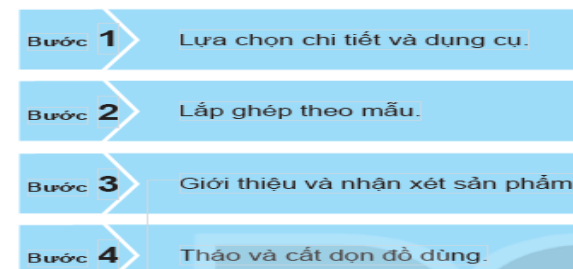 Bước 1 Lựa chọn chi tiết và dụng cụ.
Bước 2 Lắp ghép theo mẫu.
Bước 3 Giới thiệu và nhận xét sản phẩm
Bước 4 Tháo và cất dọn đồ dùng.